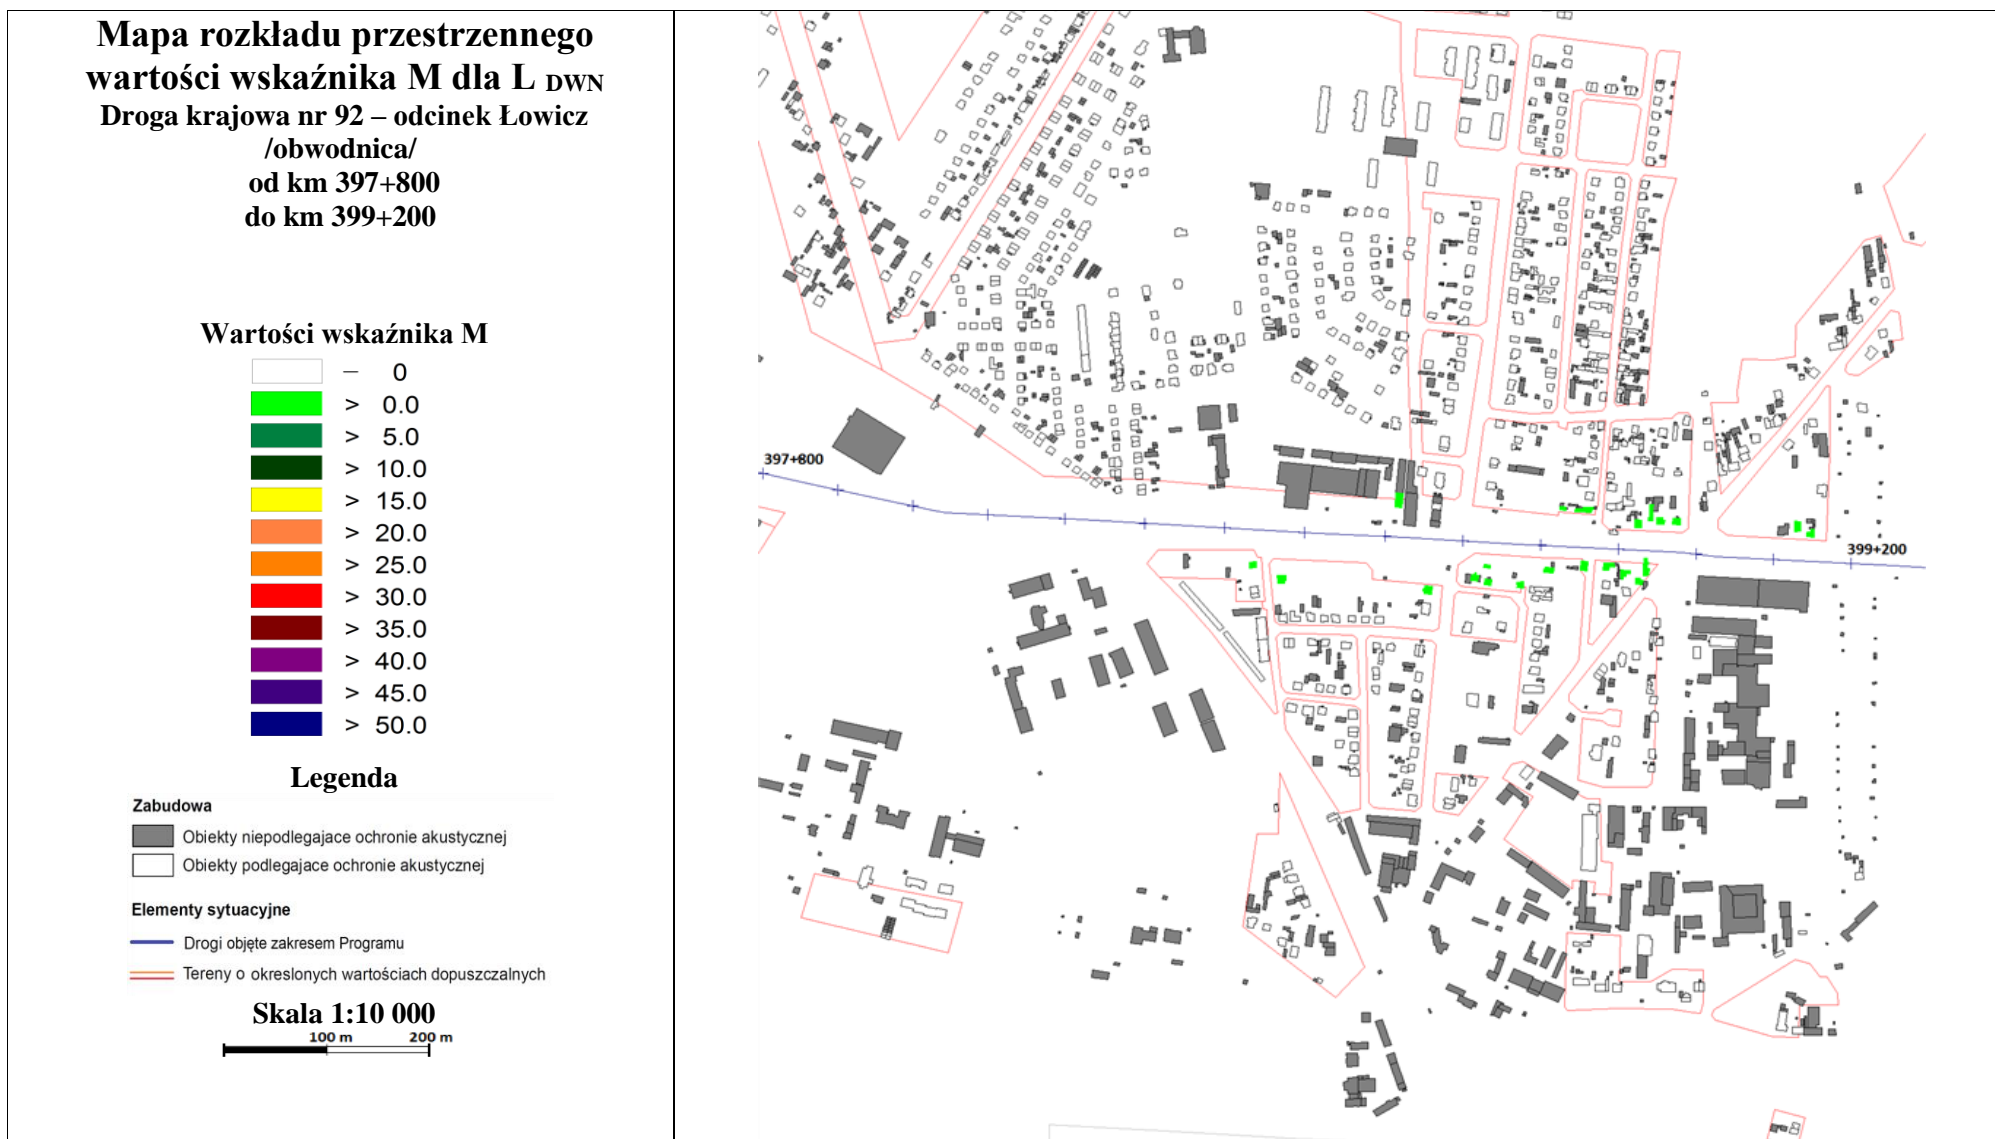 Mapa rozkładu przestrzennego
wartości wskaźnika M dla L DWN
Droga krajowa nr 92 – odcinek Łowicz
/obwodnica/
od km 397+800
do km 399+200
Wartości wskaźnika M
– 0
> 0.0
> 5.0
> 10.0
> 15.0
> 20.0
> 25.0
> 30.0
> 35.0
> 40.0
> 45.0
> 50.0
Legenda
Zabudowa
Obiekty niepodlegajace ochronie akustycznej
Obiekty podlegajace ochronie akustycznej
Elementy sytuacyjne
Drogi objęte zakresem Programu
Tereny o okreslonych wartościach dopuszczalnych
Skala 1:10 000
100 m 200 m
397+800
399+200